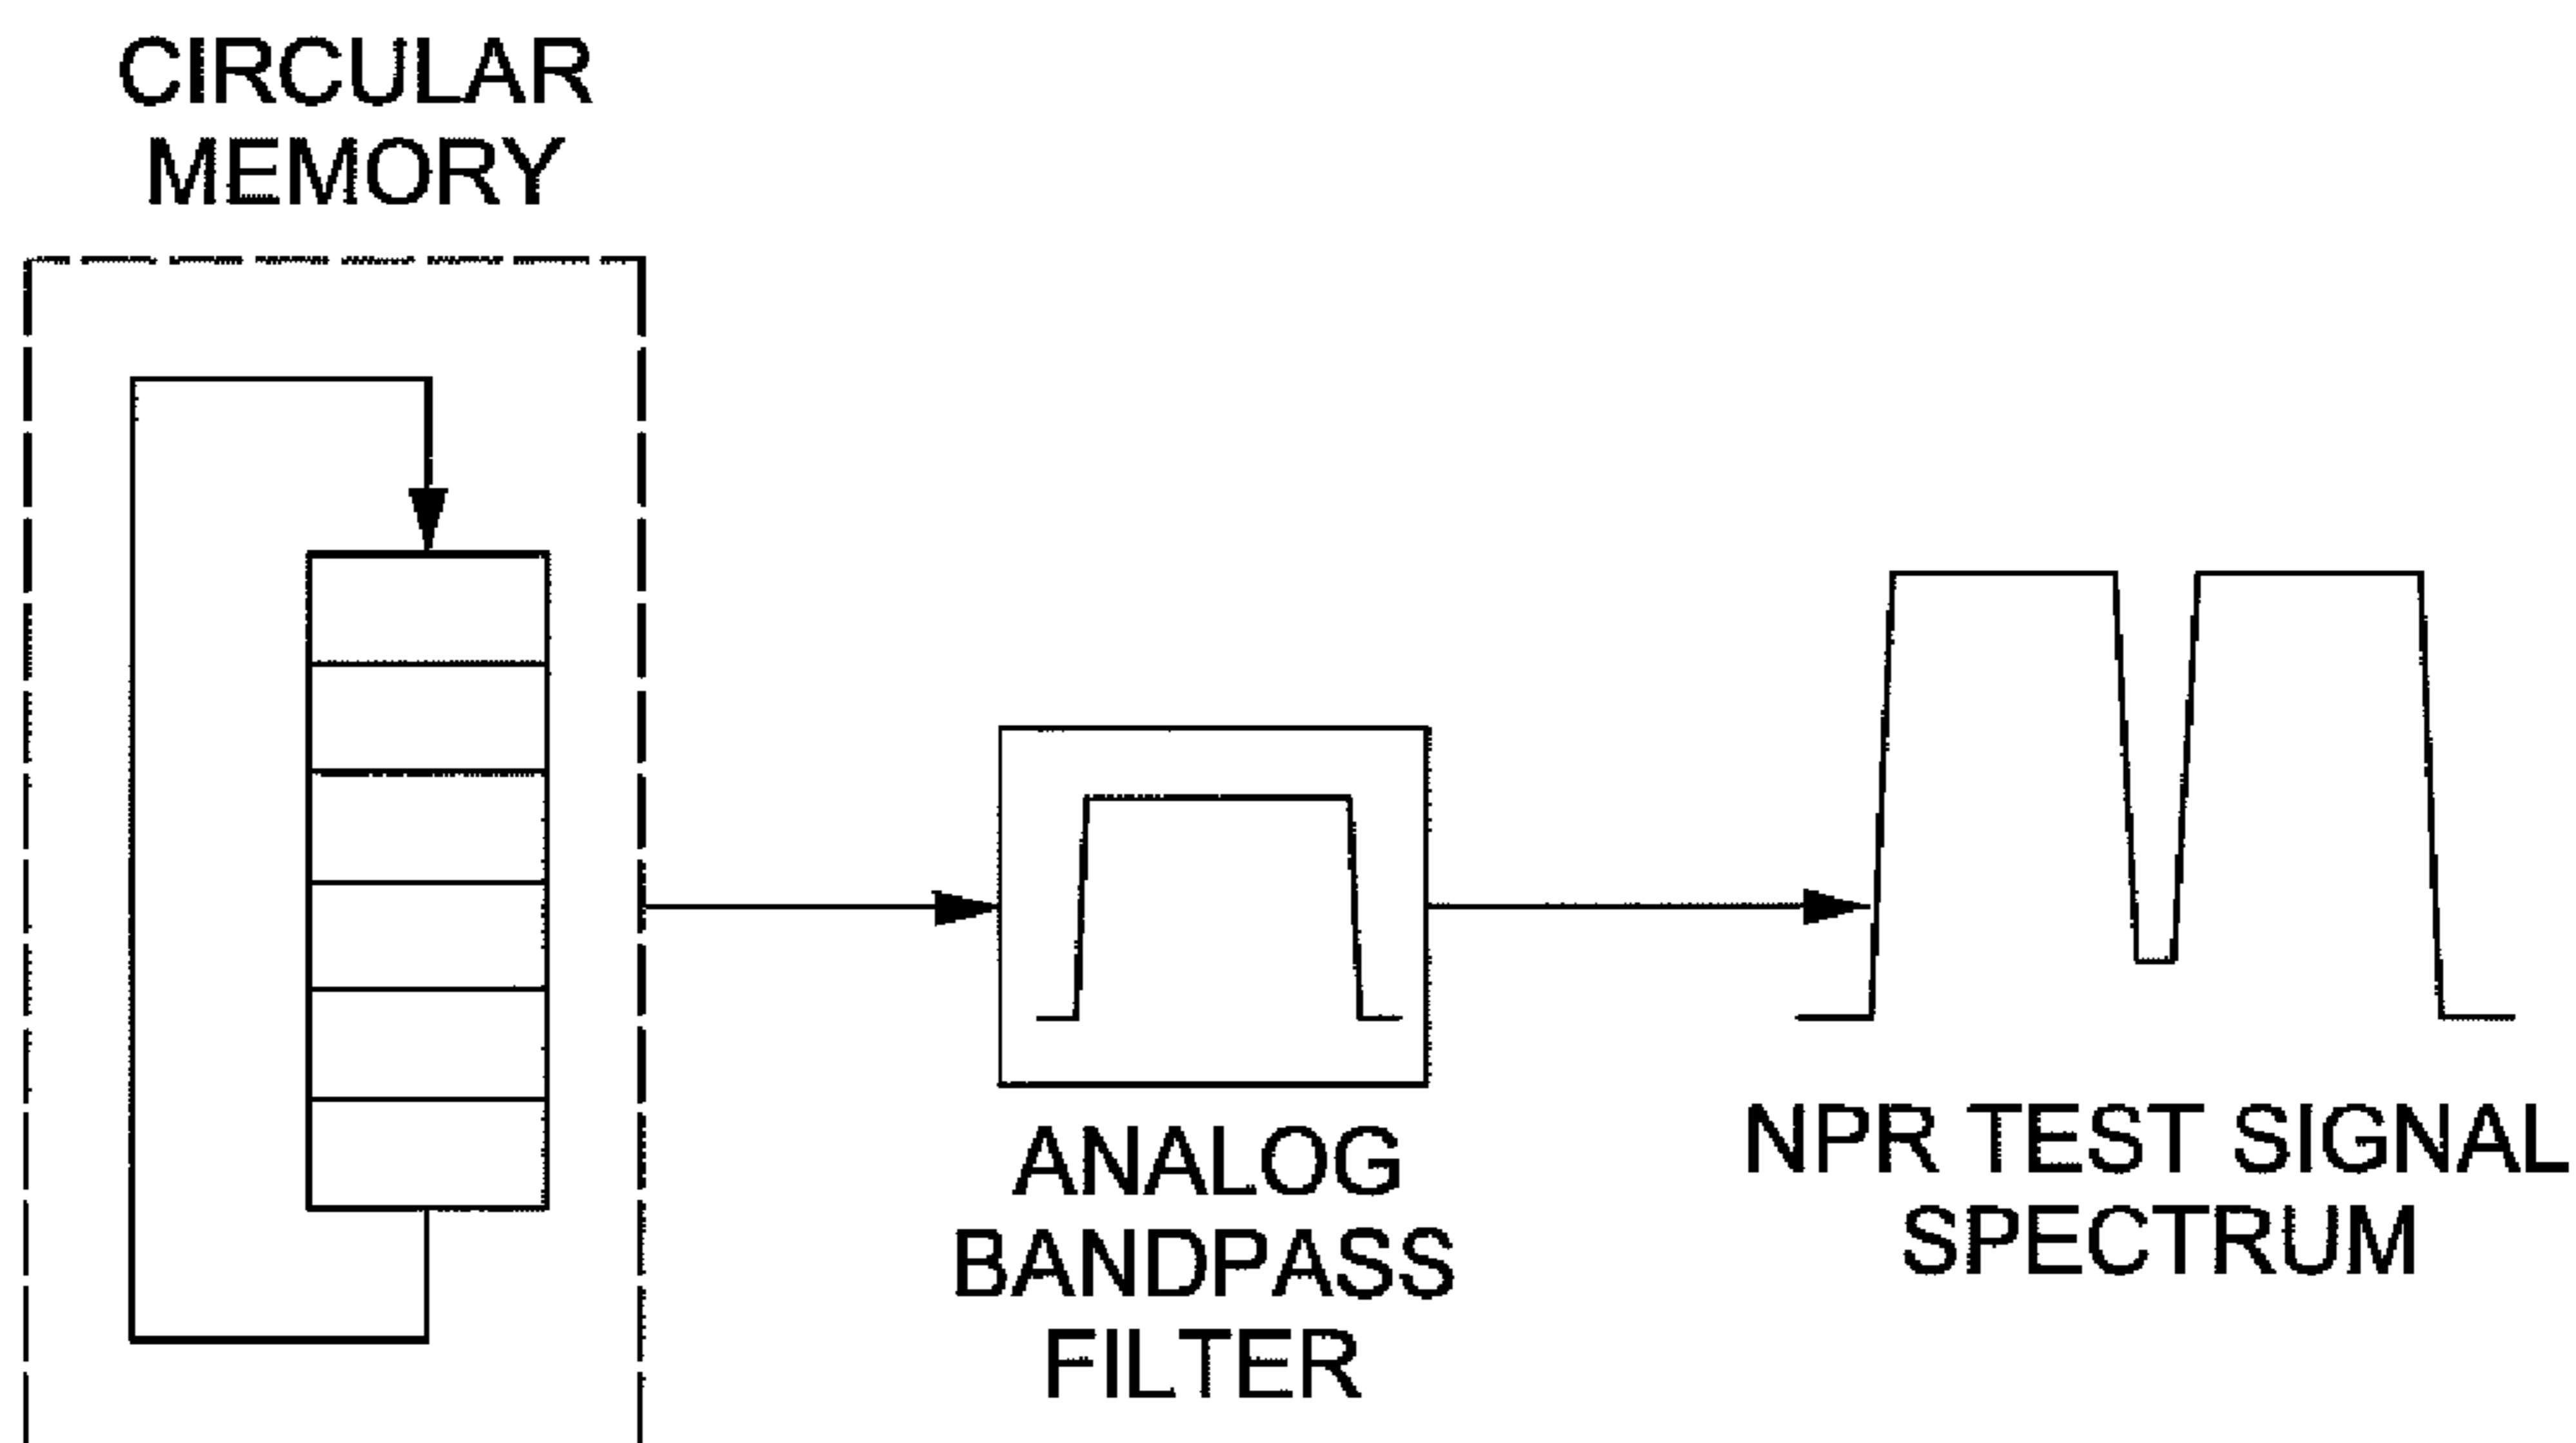 CIRCULAR
MEMORY
ANALOG
BANDPASS
FILTER
NPR TEST SIGNAL
SPECTRUM